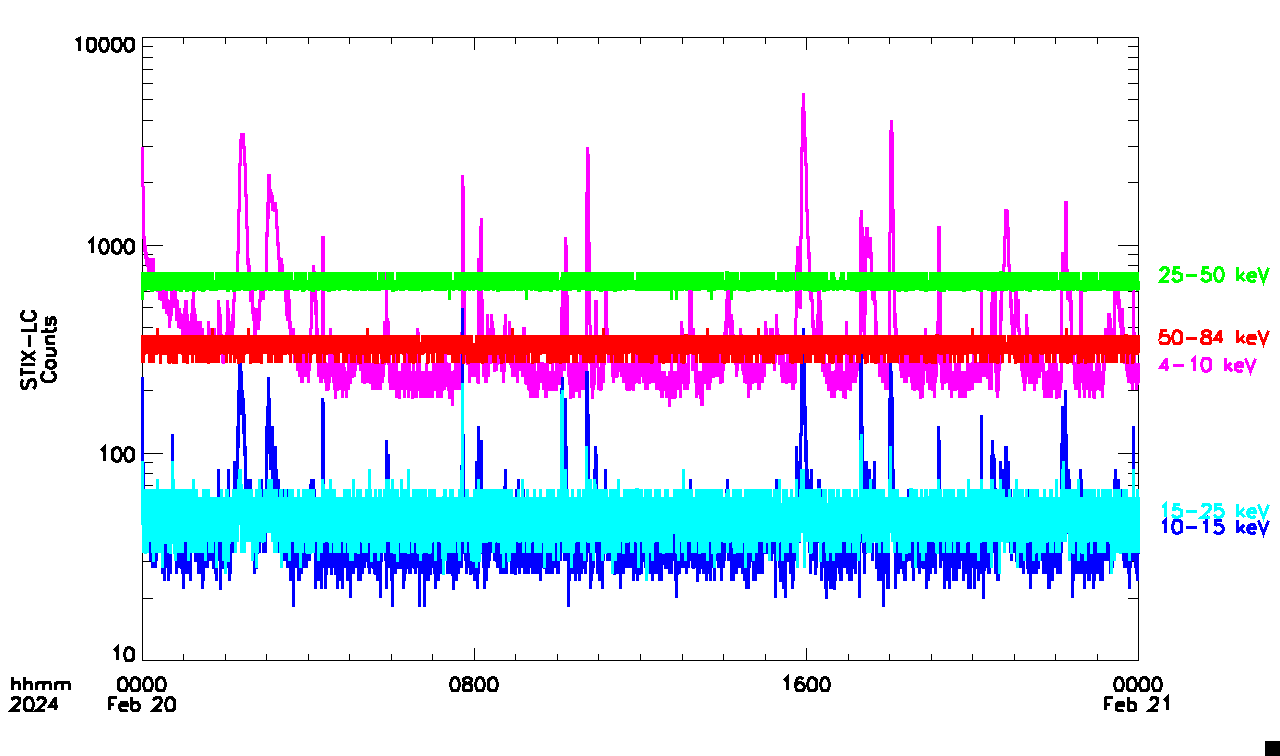 10000
1000
100
10
STIX-LC
Counts
25-50 keV
50-84 keV
4-10 keV
15-25 keV
10-15 keV
hhmm 0000 0800 1600 0000
2024 Feb 20 Feb 21